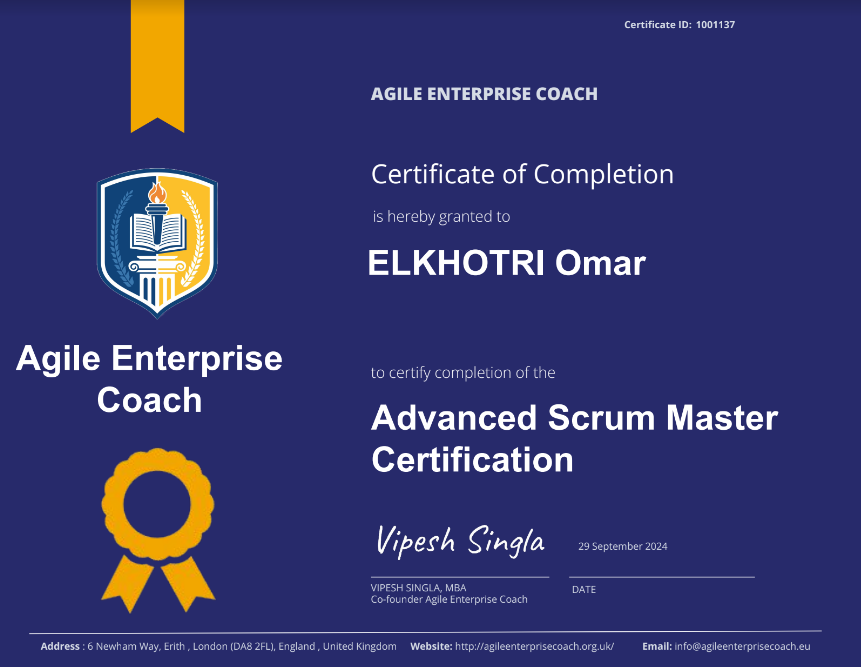 Certificate ID: 1001137
AGILE ENTERPRISE COACH
Certificate of Completion
is hereby granted to
ELKHOTRI Omar
Agile Enterprise
Coach
to certify completion of the
Advanced Scrum Master
Certification
Vipesh Singla
29 September 2024
VIPESH SINGLA, MBA
Co-founder Agile Enterprise Coach
DATE
Address : 6 Newham Way, Erith , London (DA8 2FL), England , United Kingdom Website: http://agileenterprisecoach.org.uk/ Email: info@agileenterprisecoach.eu